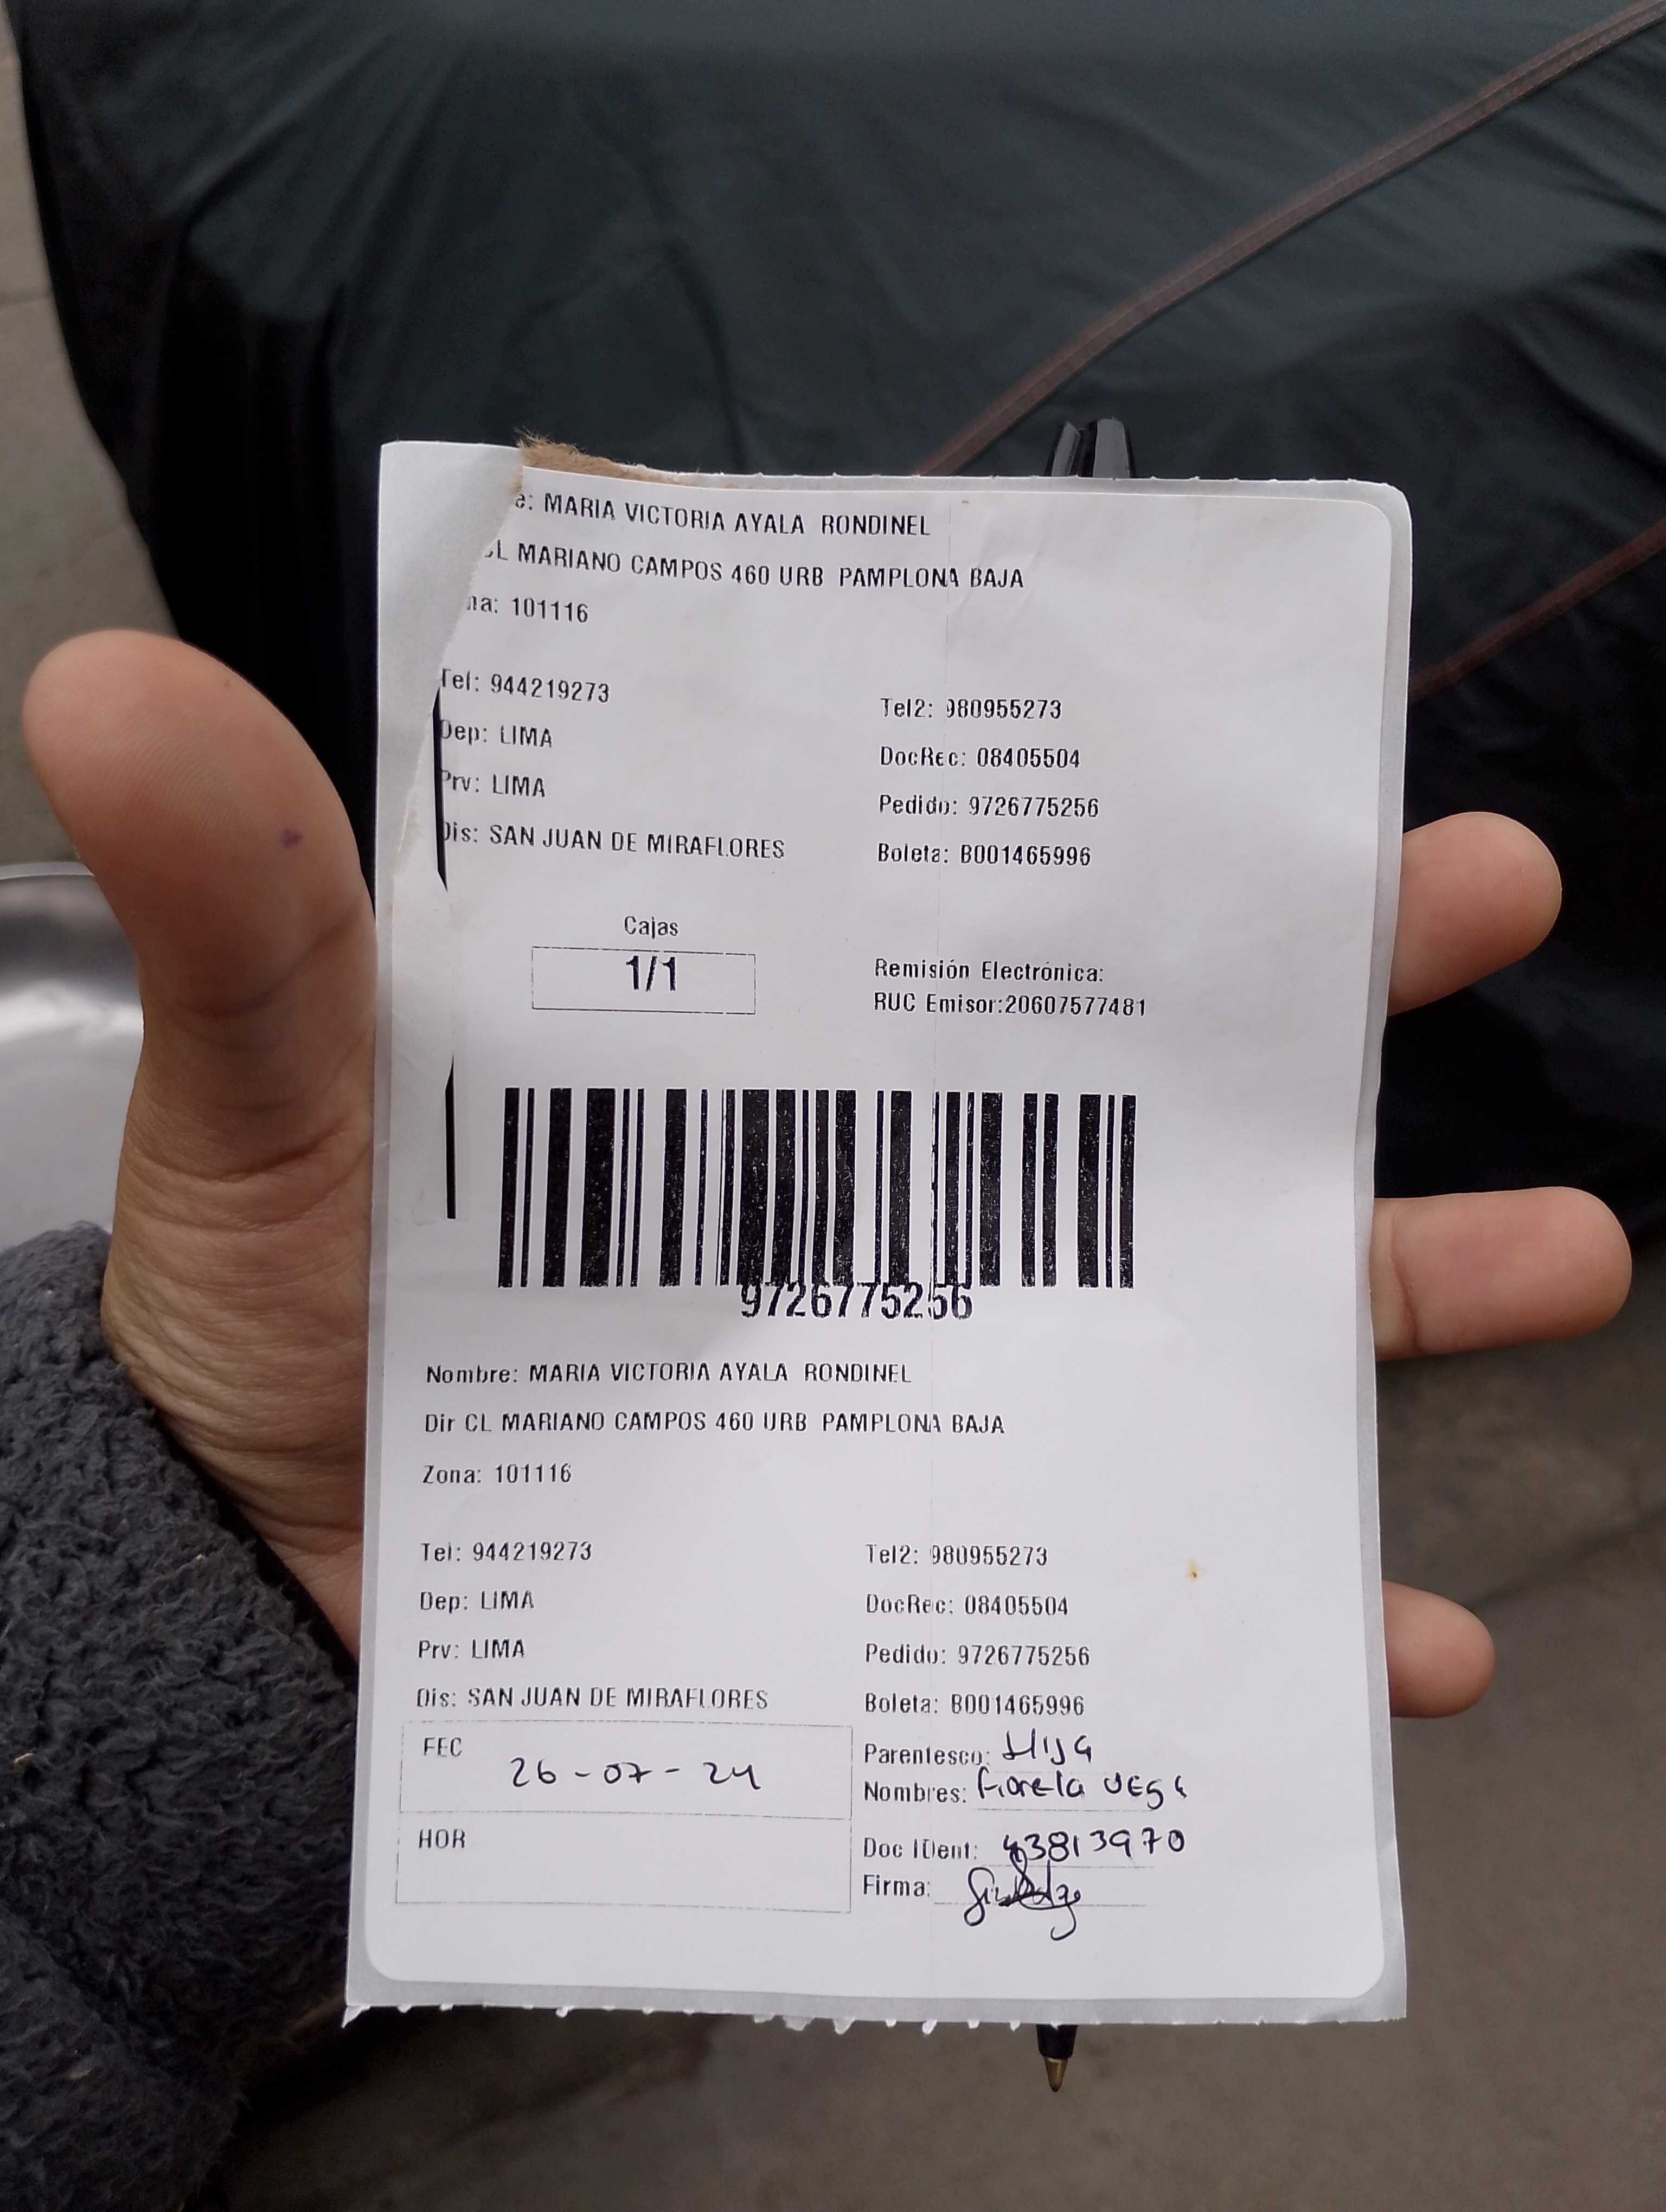 e: MARIA VICTORIA AYALA RONDINEL
CL MARIANO CAMPOS 460 URB PAMPLONA BAJA
na: 101116
Tel: 944219273 Tel2: 980955273
Dep: LIMA DocRec: 08405504
Prv: LIMA Pedido: 9726775256
Dis: SAN JUAN DE MIRAFLORES Boleta: B001465996
Cajas
1/1
Remisión Electrónica:
RUC Emisor:20607577481
9726775256
Nombre: MARIA VICTORIA AYALA RONDINEL
Dir CL MARIANO CAMPOS 460 URB PAMPLONA BAJA
Zona: 101116
Tel: 944219273 Tel2: 980955273
Dep: LIMA DocRec: 08405504
Prv: LIMA Pedido: 9726775256
Dis: SAN JUAN DE MIRAFLORES Boleta: B001465996
FEC 26-07-24
HOR
Parentesco: Hija
Nombres: Fiorela VEGA
Doc IDent: 43813970
Firma: